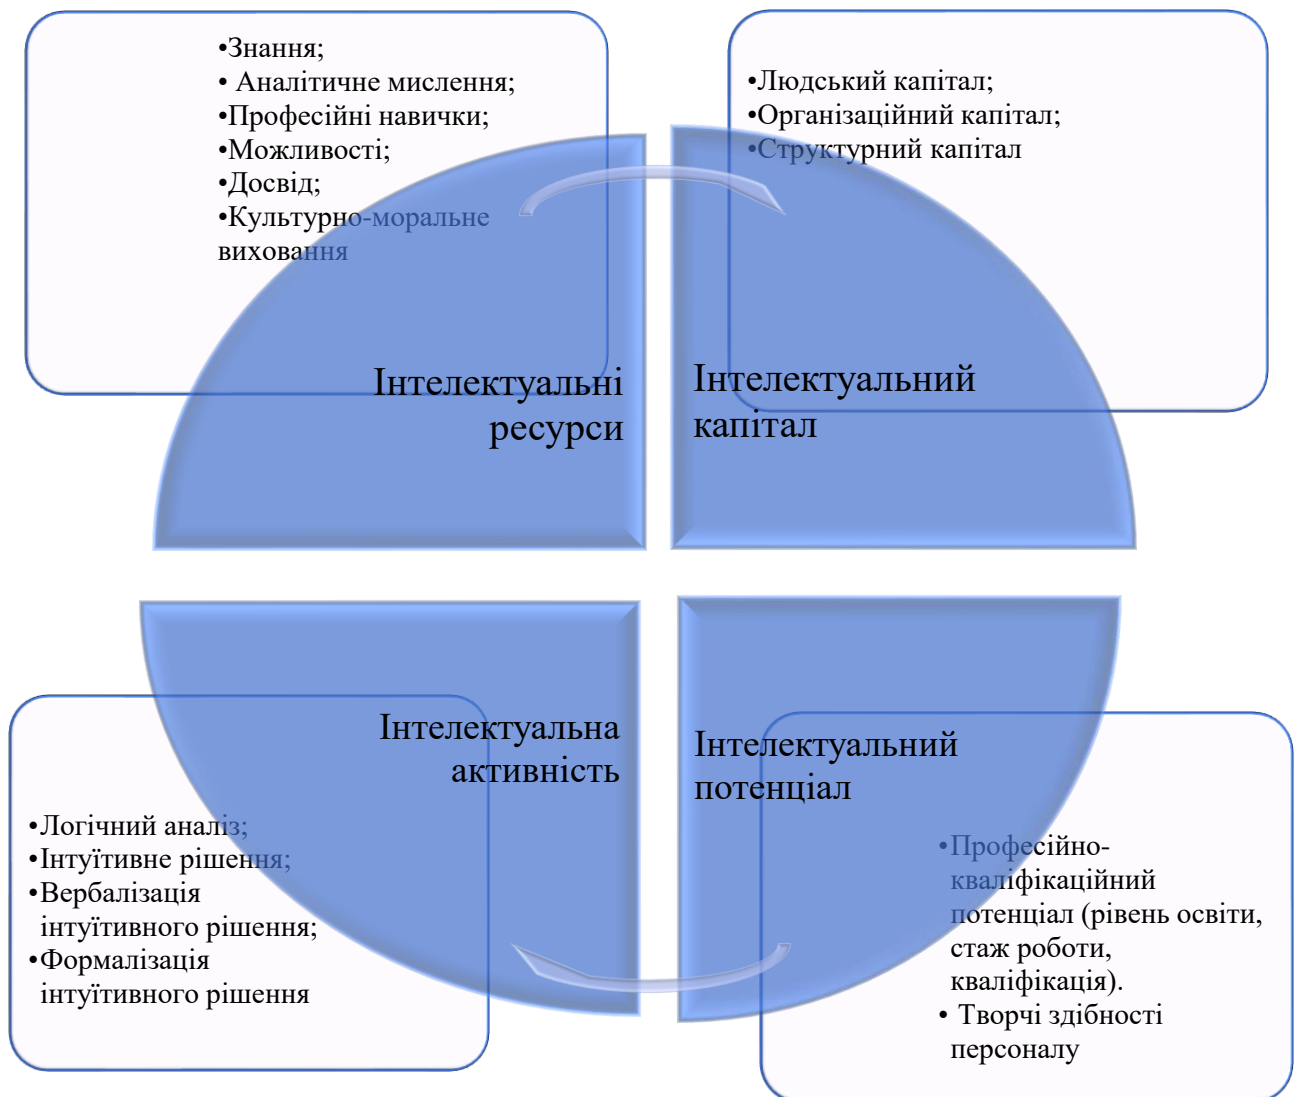 •Знання;
• Аналітичне мислення;
•Професійні навички;
•Можливості;
•Досвід;
•Культурно-моральне
виховання
Інтелектуальні
ресурси
•Людський капітал;
•Організаційний капітал;
•Структурний капітал
Інтелектуальний
капітал
Інтелектуальна
активність
•Логічний аналіз;
•Інтуїтивне рішення;
•Вербалізація
інтуїтивного рішення;
•Формалізація
інтуїтивного рішення
Інтелектуальний
потенціал
•Професійно-
кваліфікаційний
потенціал (рівень освіти,
стаж роботи,
кваліфікація).
• Творчі здібності
персоналу